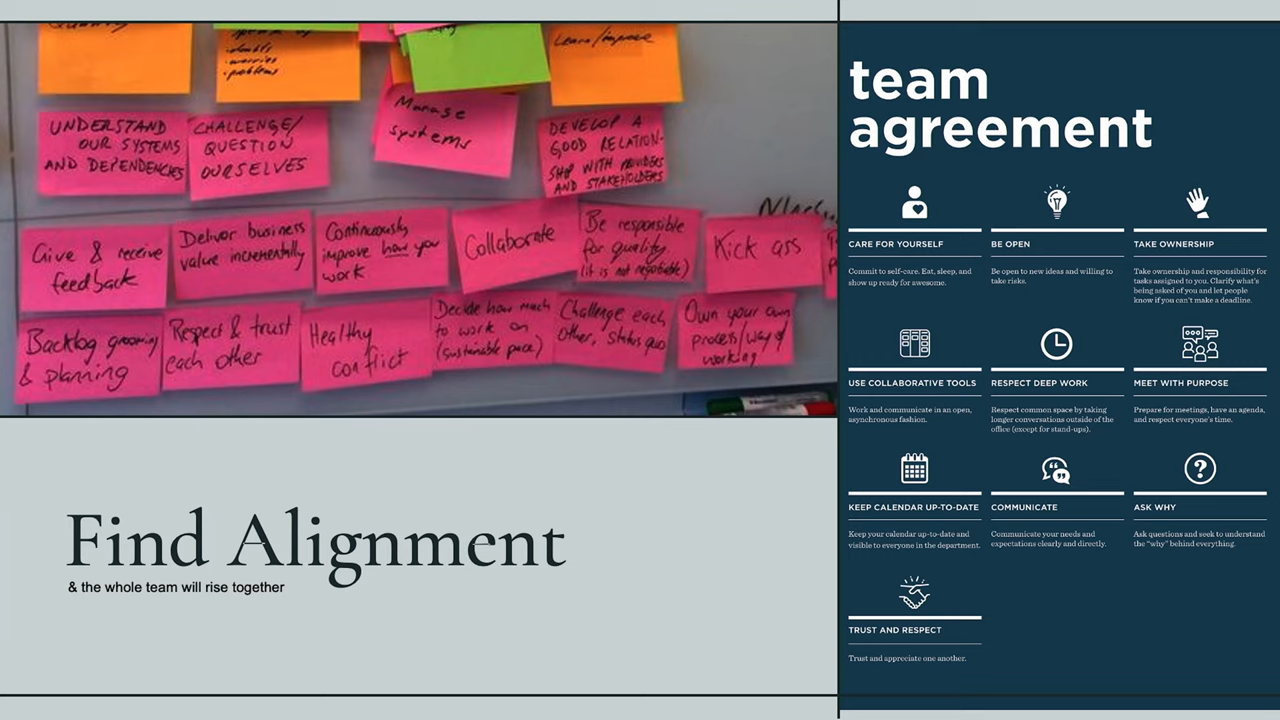 · doubts
· worries
· problems
Learn/improve
UNDERSTAND
OUR SYSTEMS
AND DEPENDENCIES
CHALLENGE/
QUESTIO
OURSELVES
Manage
systems
DEVELOP A
GOOD RELATION-
SHIP WITH PROVIDERS
AND STAKEHOLDERS
Give & receive
feedback
Deliver business
value incrementally
Continuously
improve how you
work
Collaborate
Be responsible
for quality
(it is not negotiable)
Kick ass
Backlog grooming
& planning
Respect & trust
each other
Healthy
conflict
how much
to work on
(sustainable pace)
Challenge each
other, status quo
Own your own
process/way of
working
Find Alignment
& the whole team will rise together
team
agreement
CARE FOR YOURSELF
Commit to self-care. Eat, sleep, and
show up ready for awesome.
BE OPEN
Be open to new ideas and willing to
take risks.
TAKE OWNERSHIP
Take ownership and responsibility for
tasks assigned to you. Clarify what's
being asked of you and let people
know if you can't make a deadline.
USE COLLABORATIVE TOOLS
Work and communicate in an open,
asynchronous fashion.
RESPECT DEEP WORK
Respect common space by taking
longer conversations outside of the
office (except for stand-ups).
MEET WITH PURPOSE
Prepare for meetings, have an agenda,
and respect everyone's time.
KEEP CALENDAR UP-TO-DATE
Keep your calendar up-to-date and
visible to everyone in the department.
COMMUNICATE
Communicate your needs and
expectations clearly and directly.
ASK WHY
Ask questions and seek to understand
the "why" behind everything.
TRUST AND RESPECT
Trust and appreciate one another.